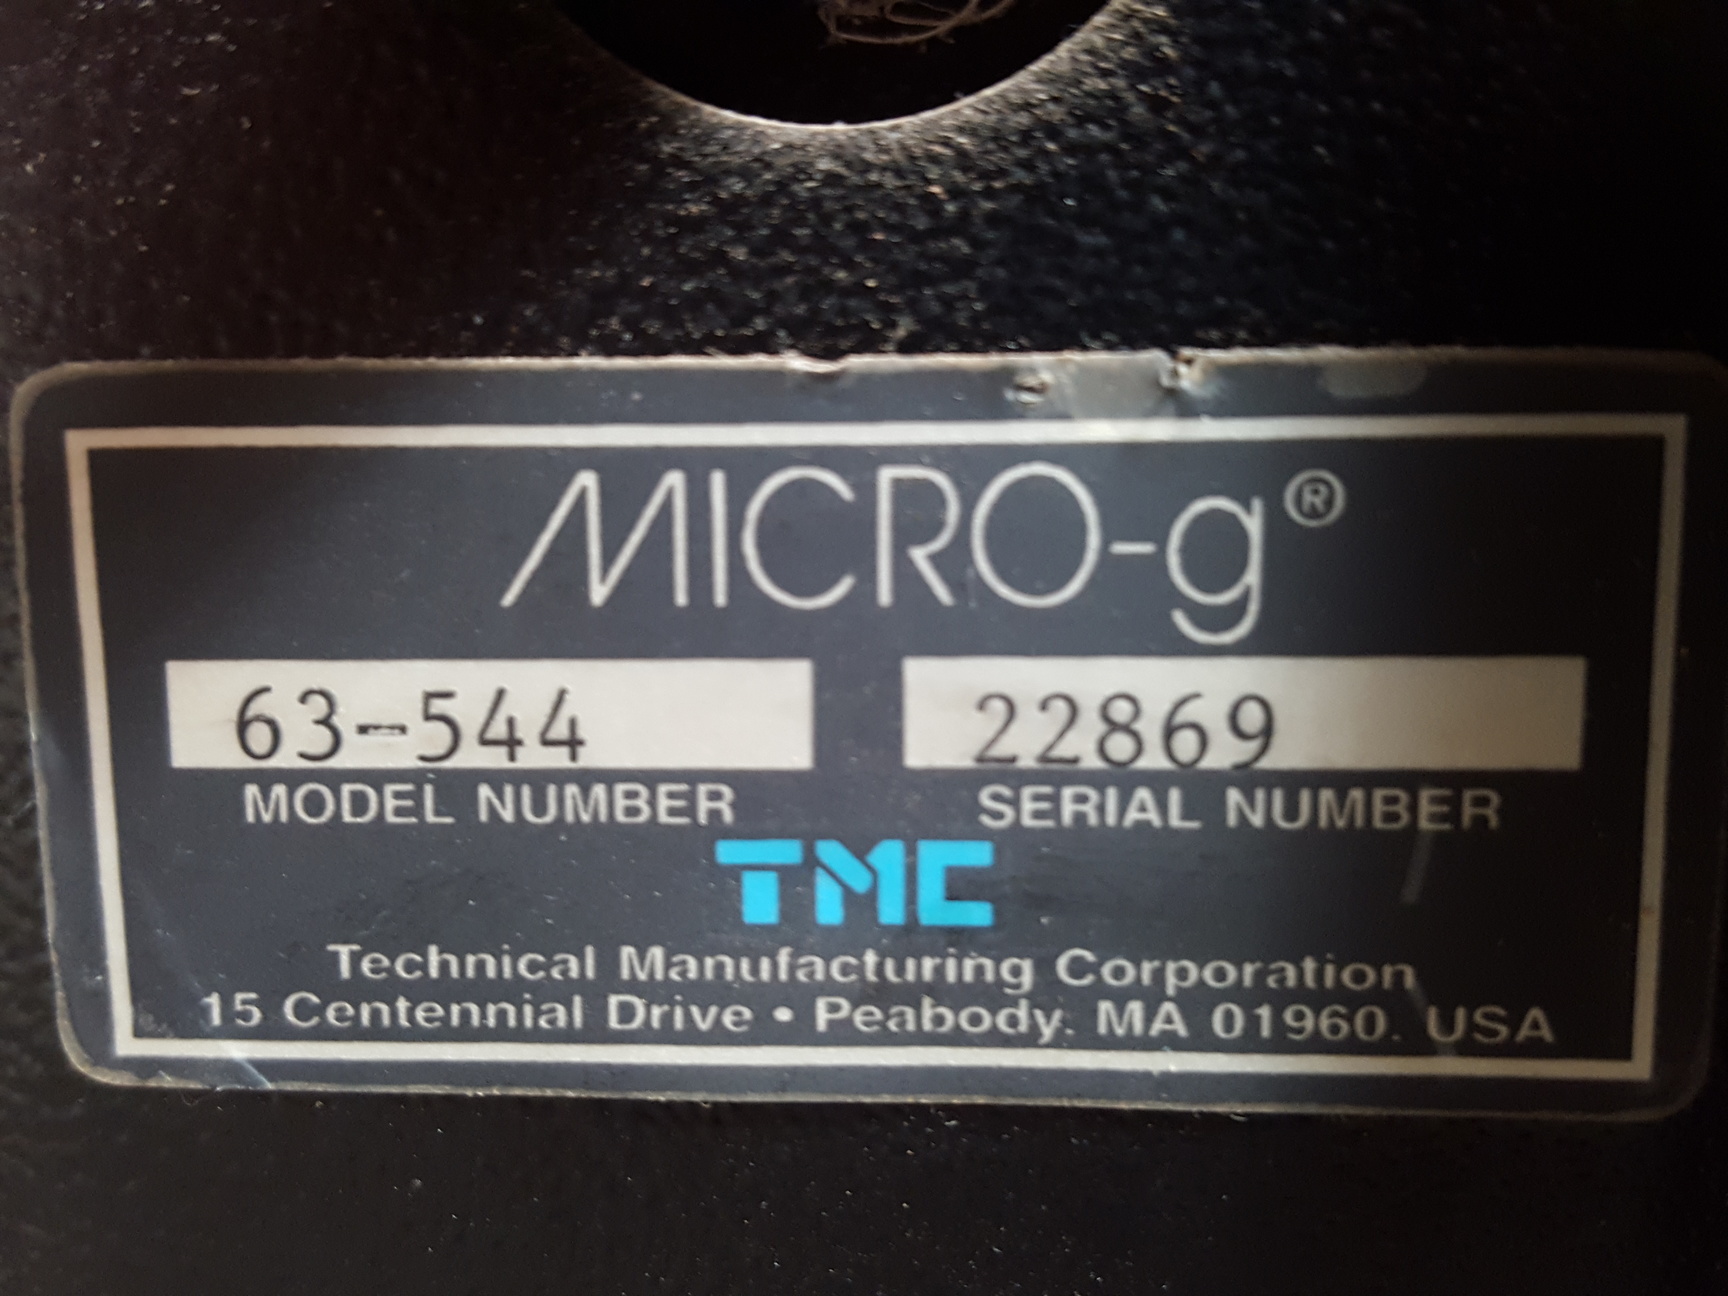 MICRO-g®
63-544 22869
MODEL NUMBER SERIAL NUMBER
TMC
Technical Manufacturing Corporation
15 Centennial Drive • Peabody. MA 01960. USA